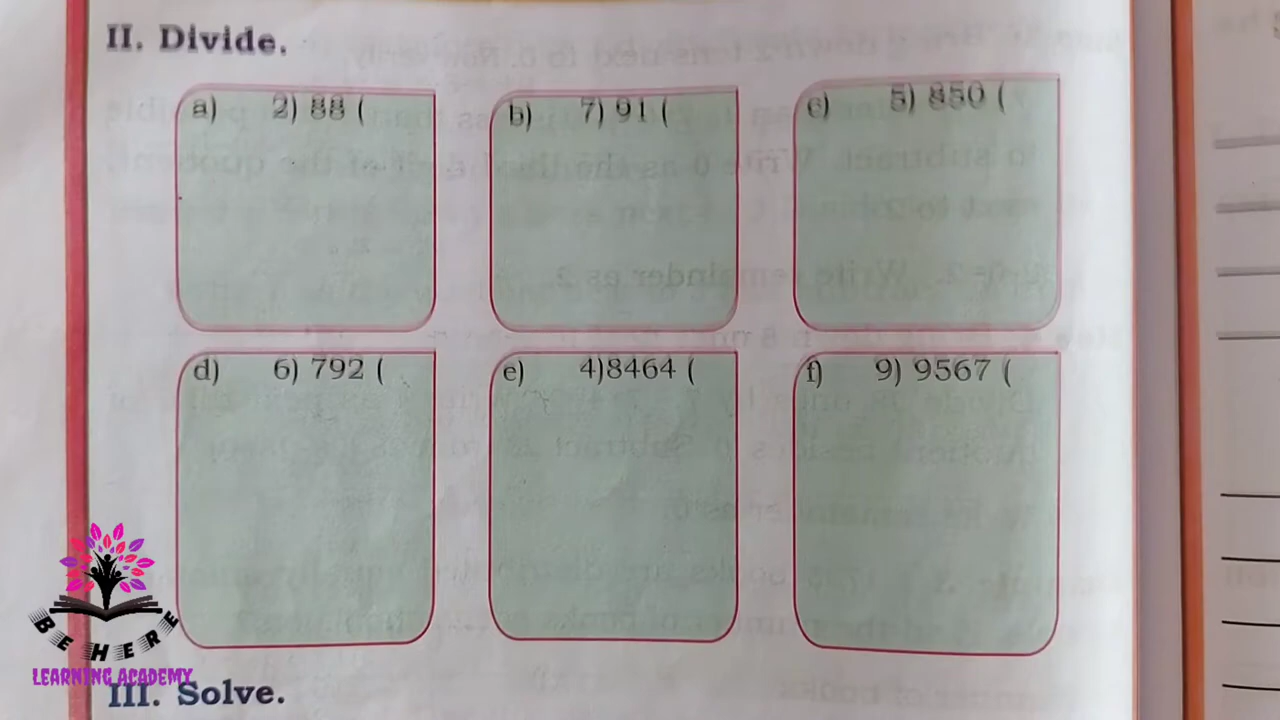 II. Divide.
a) 2) 88 ( b) 7) 91 ( c) 5) 850 (
d) 6) 792 ( e) 4)8464 ( f) 9) 9567 (
BE HERE
LEARNING ACADEMY
III. Solve.